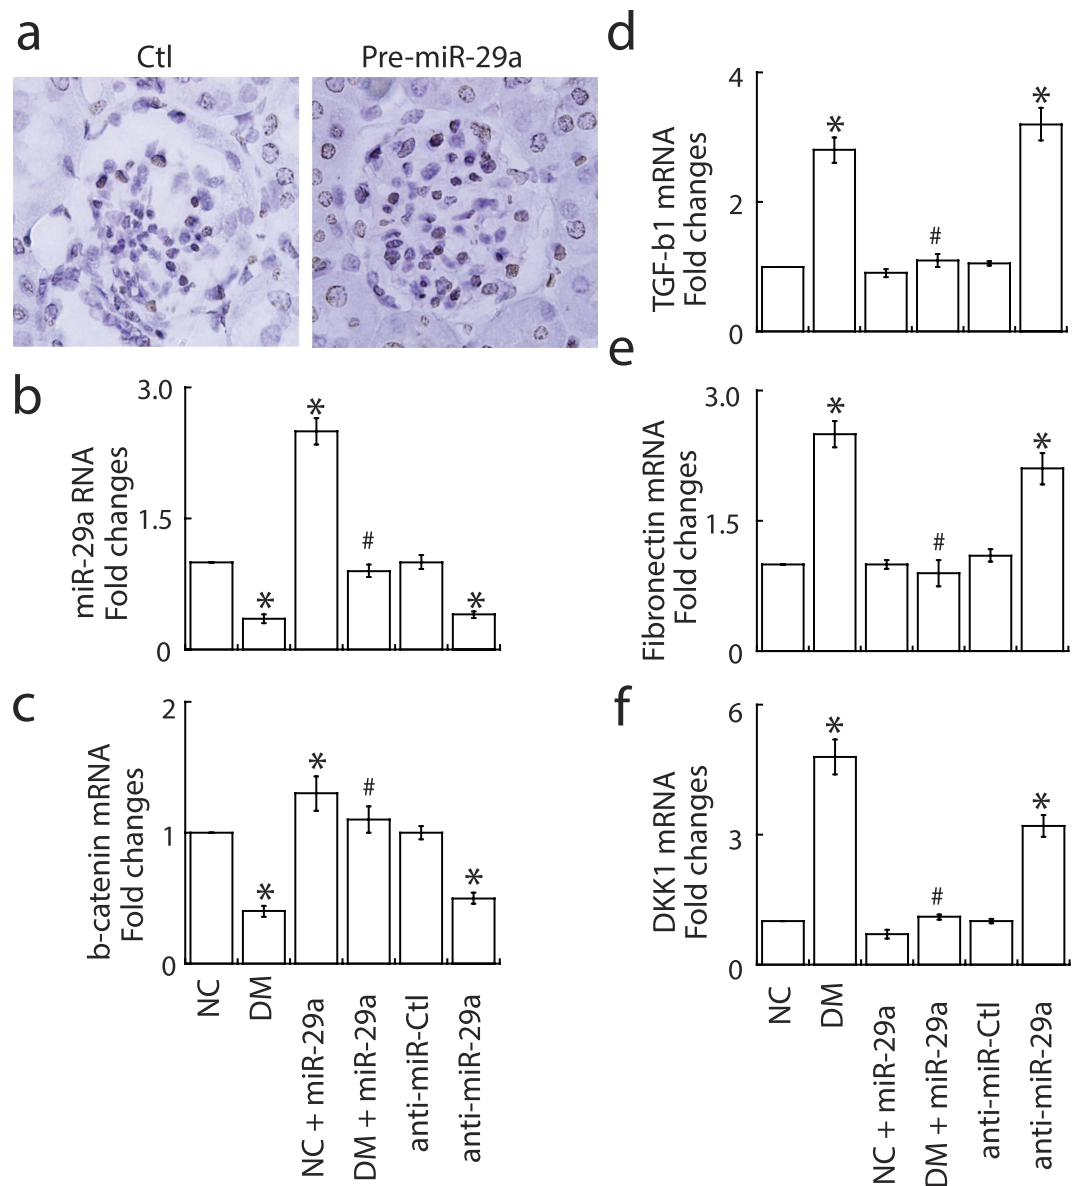 a
Ctl
Pre-miR-29a
b
miR-29a RNA
Fold changes
3.0
1.5
0
*
*
#
*
c
b-catenin mRNA
Fold changes
2
1
0
*
*
#
*
NC
DM
NC + miR-29a
DM + miR-29a
anti-miR-Ctl
anti-miR-29a
d
TGF-b1 mRNA
Fold changes
4
2
0
*
#
*
e
Fibronectin mRNA
Fold changes
3.0
1.5
0
*
#
*
f
DKK1 mRNA
Fold changes
6
3
0
*
#
*
NC
DM
NC + miR-29a
DM + miR-29a
anti-miR-Ctl
anti-miR-29a